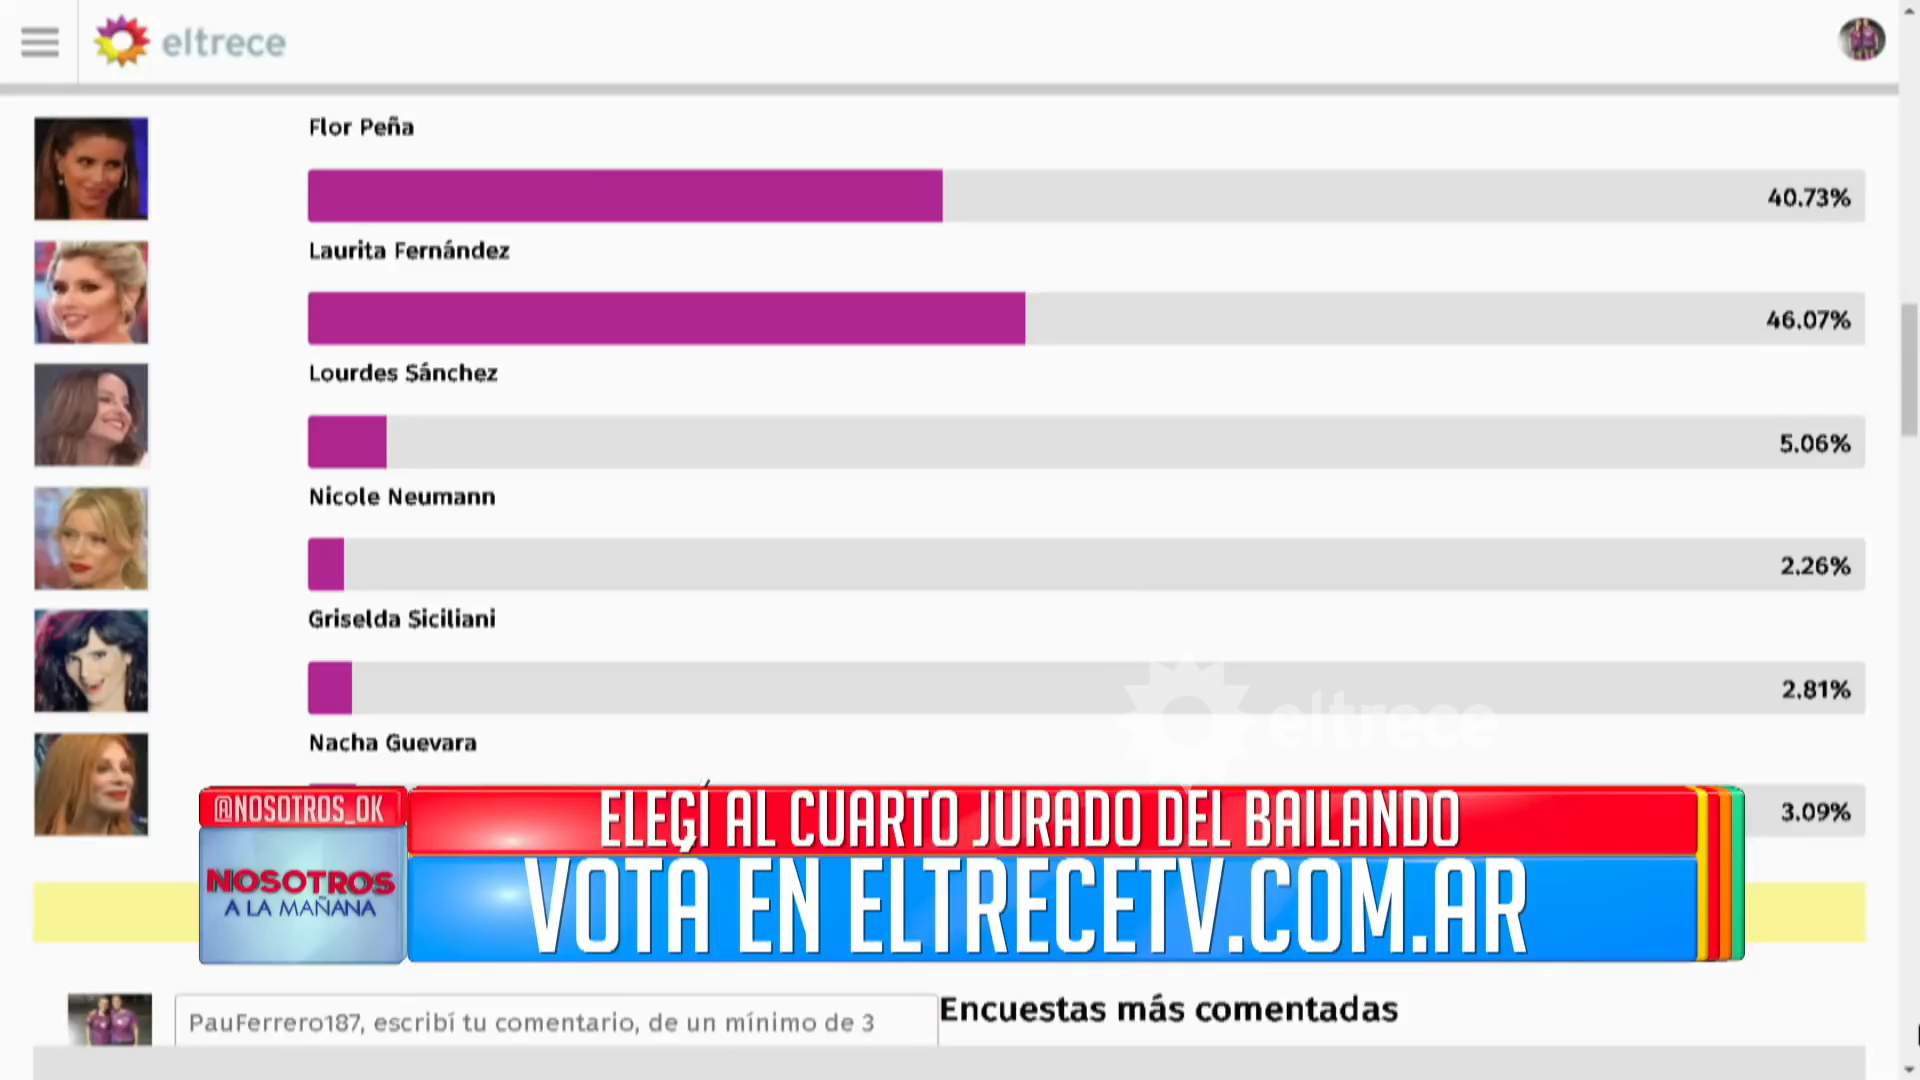 eltrece
Flor Peña
40.73%
Laurita Fernández
46.07%
Lourdes Sánchez
5.06%
Nicole Neumann
2.26%
Griselda Siciliani
2.81%
eltrece
Nacha Guevara
3.09%
@NOSOTROS_OK
ELEGÍ AL CUARTO JURADO DEL BAILANDO
NOSOTROS
A LA MAÑANA
VOTÁ EN ELTRECETV.COM.AR
PauFerrero187, escribí tu comentario, de un mínimo de 3
Encuestas más comentadas